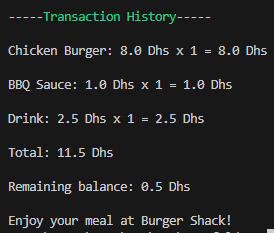 -----Transaction History-----
Chicken Burger: 8.0 Dhs x 1 = 8.0 Dhs
BBQ Sauce: 1.0 Dhs x 1 = 1.0 Dhs
Drink: 2.5 Dhs x 1 = 2.5 Dhs
Total: 11.5 Dhs
Remaining balance: 0.5 Dhs
Enjoy your meal at Burger Shack!